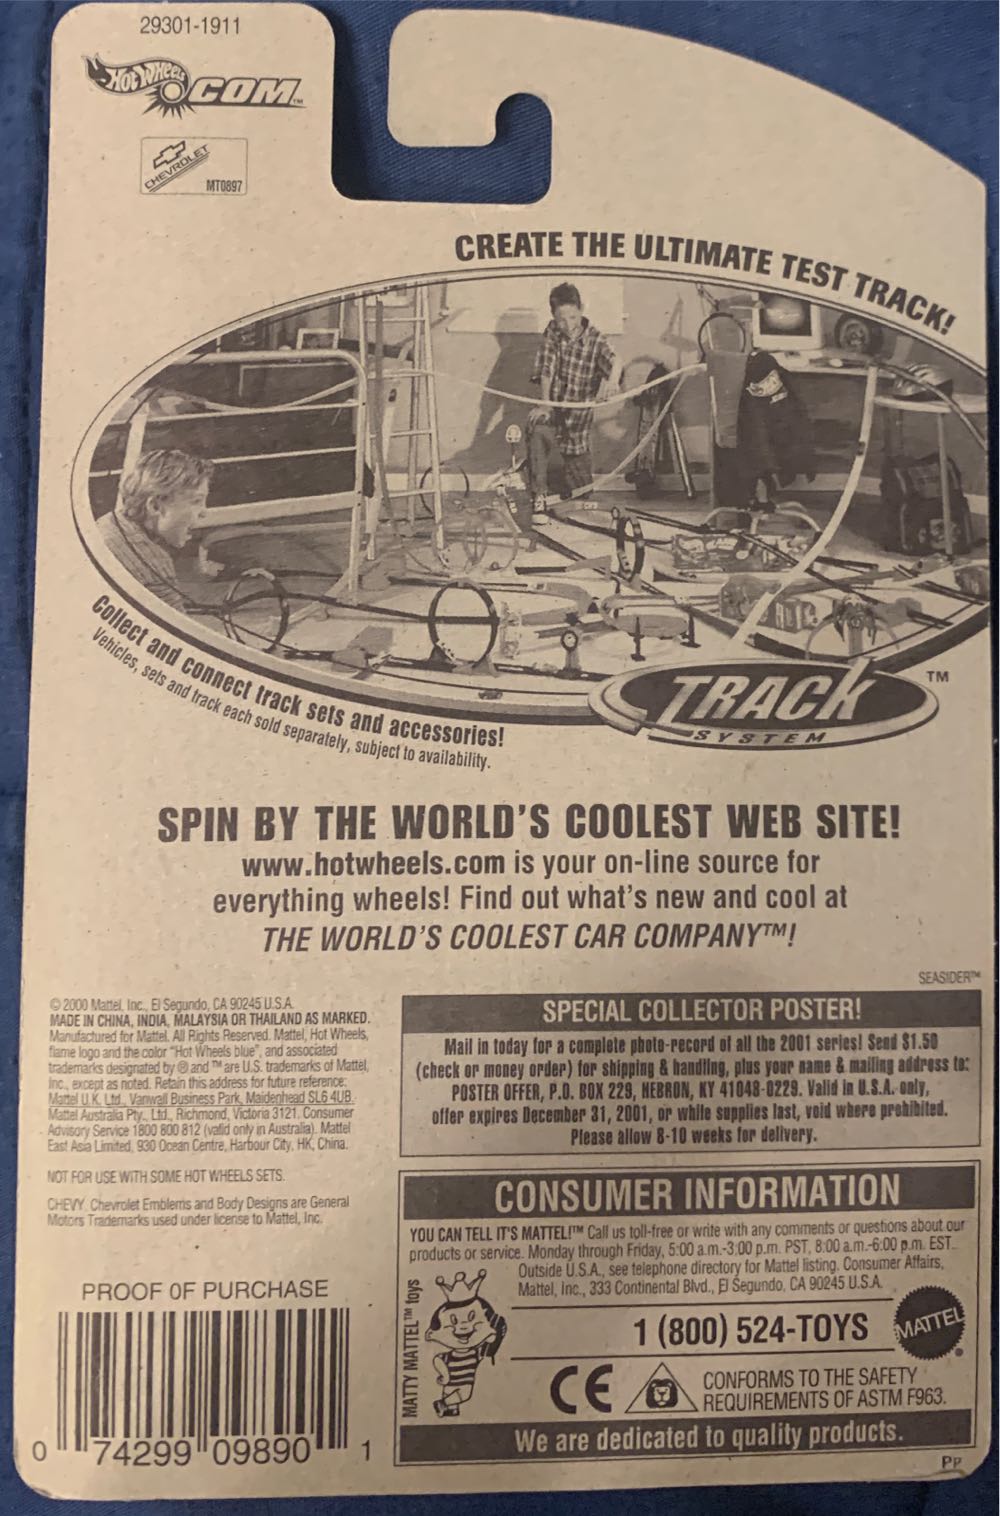 29301-1911
HOT WHEELS
.COM™
CHEVROLET
MT0897
CREATE THE ULTIMATE TEST TRACK!
Collect and connect track sets and accessories!
Vehicles, sets and track each sold separately, subject to availability.
TRACK ™
SYSTEM
SPIN BY THE WORLD'S COOLEST WEB SITE!
www.hotwheels.com is your on-line source for
everything wheels! Find out what's new and cool at
THE WORLD'S COOLEST CAR COMPANY™!
SEASIDER™
© 2000 Mattel, Inc., El Segundo, CA 90245 U.S.A.
MADE IN CHINA, INDIA, MALAYSIA OR THAILAND AS MARKED.
Manufactured for Mattel. All Rights Reserved. Mattel, Hot Wheels,
flame logo and the color "Hot Wheels blue", and associated
trademarks designated by ® and ™ are U.S. trademarks of Mattel,
Inc., except as noted. Retain this address for future reference:
Mattel U.K. Ltd., Vanwall Business Park, Maidenhead SL6 4UB.
Mattel Australia Pty., Ltd., Richmond, Victoria 3121. Consumer
Advisory Service 1800 800 812 (valid only in Australia). Mattel
East Asia Limited, 930 Ocean Centre, Harbour City, HK, China.
NOT FOR USE WITH SOME HOT WHEELS SETS.
CHEVY, Chevrolet Emblems and Body Designs are General
Motors Trademarks used under license to Mattel, Inc.
PROOF OF PURCHASE
0 74299 09890 1
SPECIAL COLLECTOR POSTER!
Mail in today for a complete photo-record of all the 2001 series! Send $1.50
(check or money order) for shipping & handling, plus your name & mailing address to:
POSTER OFFER, P.O. BOX 229, HEBRON, KY 41048-0229. Valid in U.S.A. only,
offer expires December 31, 2001, or while supplies last, void where prohibited.
Please allow 8-10 weeks for delivery.
CONSUMER INFORMATION
YOU CAN TELL IT'S MATTEL!™ Call us toll-free or write with any comments or questions about our
products or service. Monday through Friday, 5:00 a.m.-3:00 p.m. PST, 8:00 a.m.-6:00 p.m. EST.
Outside U.S.A., see telephone directory for Mattel listing. Consumer Affairs,
Mattel, Inc., 333 Continental Blvd., El Segundo, CA 90245 U.S.A.
MATTY MATTEL™ toys
1 (800) 524-TOYS
MATTEL®
CE
CONFORMS TO THE SAFETY
REQUIREMENTS OF ASTM F963.
We are dedicated to quality products.
PP